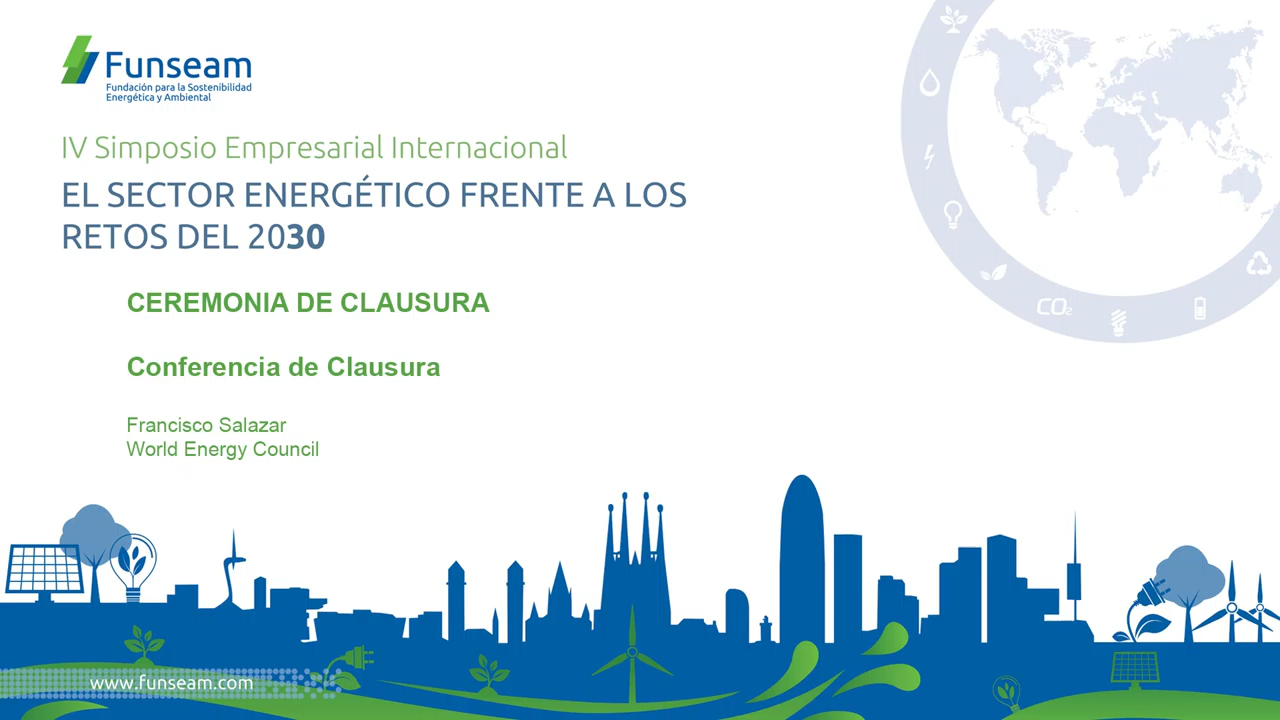 Funseam
Fundación para la Sostenibilidad
Energética y Ambiental
IV Simposio Empresarial Internacional
EL SECTOR ENERGÉTICO FRENTE A LOS
RETOS DEL 2030
CEREMONIA DE CLAUSURA
Conferencia de Clausura
Francisco Salazar
World Energy Council
CO₂
www.funseam.com